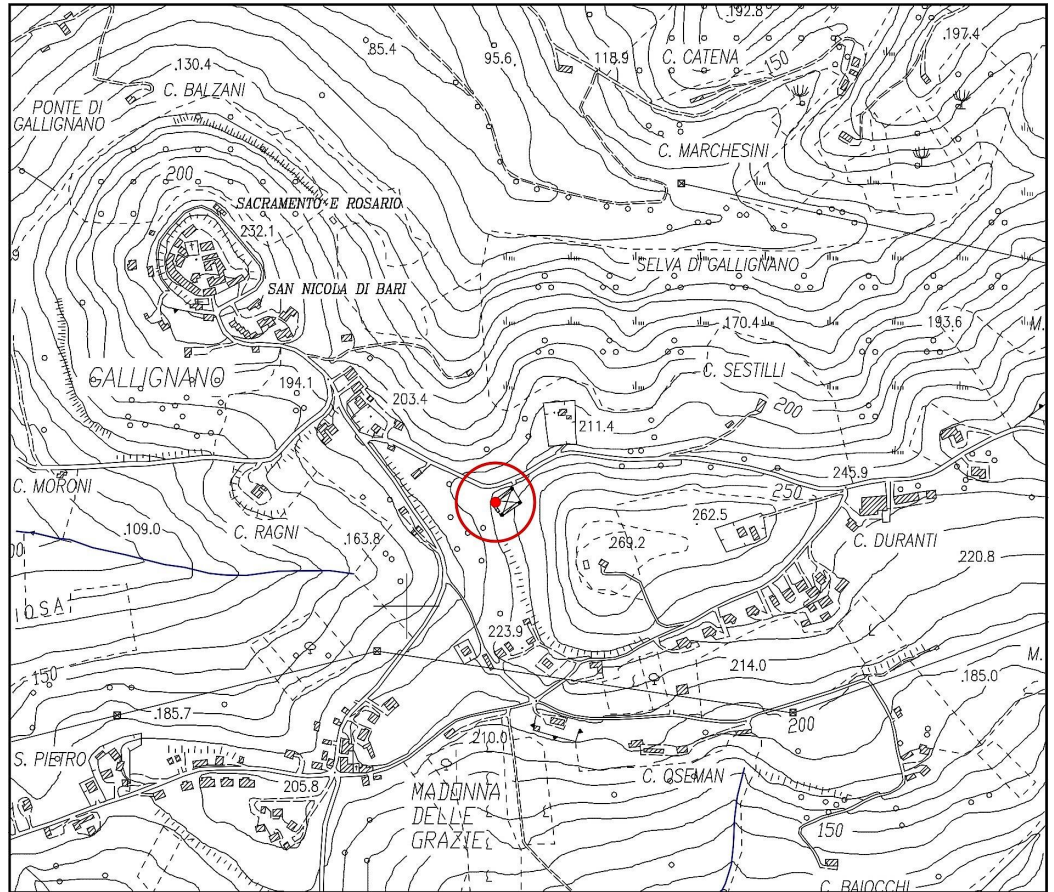 192.8
197.4
85.4
95.6
118.9
C. CATENA
150
.130.4
C. BALZANI
PONTE DI
GALLIGNANO
C. MARCHESINI
200
SACRAMENTO E ROSARIO
232.1
SELVA DI GALLIGNANO
SAN NICOLA DI BARI
.170.4
193.6
M.
C. SESTILLI
GALLIGNANO
194.1
203.4
200
211.4
245.9
C. MORONI
250
262.5
C. RAGNI
.109.0
.163.8
269.2
C. DURANTI
220.8
OSA
223.9
214.0
M.
150
.185.0
.185.7
200
S. PIETRO
210.0
C. OSEMAN
205.8
MADONNA
DELLE
GRAZIE
150
C. BAIOCCHI